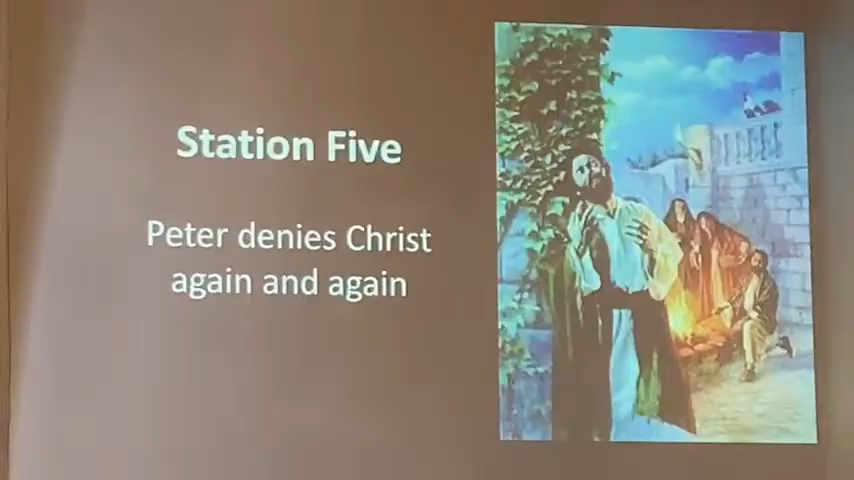 Station Five
Peter denies Christ
again and again